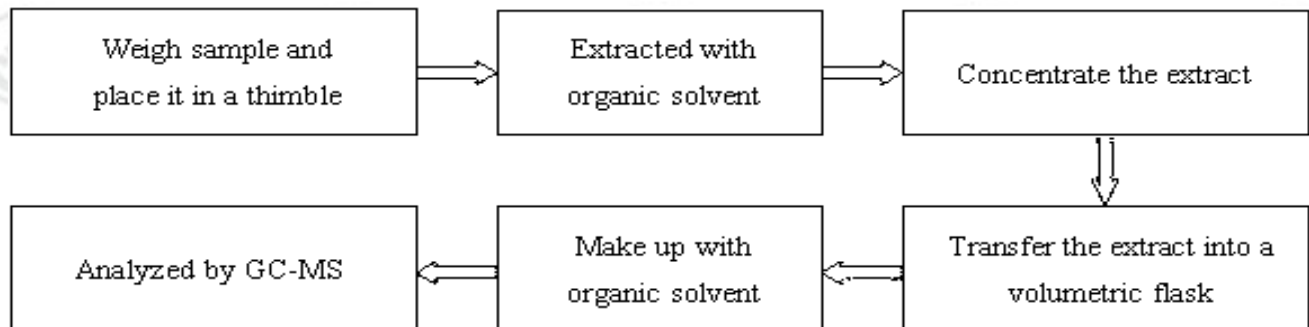 Weigh sample and
place it in a thimble
Extracted with
organic solvent
Concentrate the extract
Transfer the extract into a
volumetric flask
Make up with
organic solvent
Analyzed by GC-MS